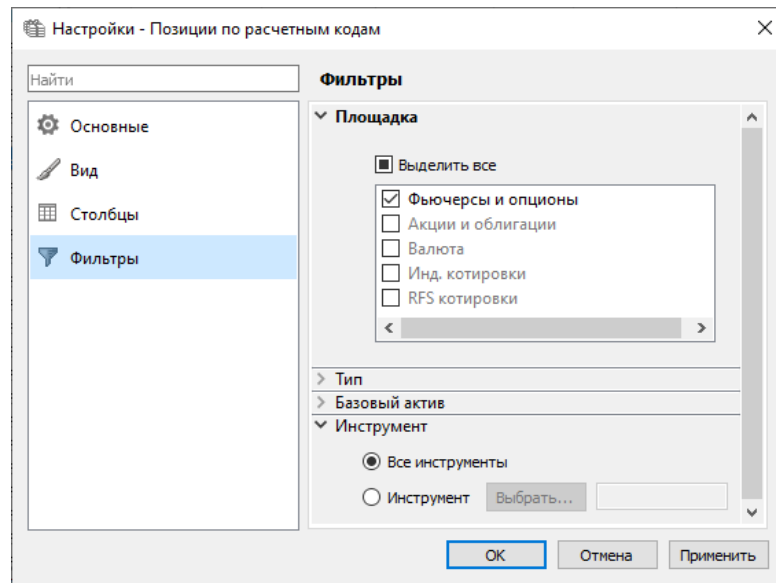 Настройки - Позиции по расчетным кодам
Найти
Основные
Вид
Столбцы
Фильтры
Фильтры
Площадка
Выделить все
Фьючерсы и опционы
Акции и облигации
Валюта
Инд. котировки
RFS котировки
Тип
Базовый актив
Инструмент
Все инструменты
Инструмент Выбрать...
OK Отмена Применить